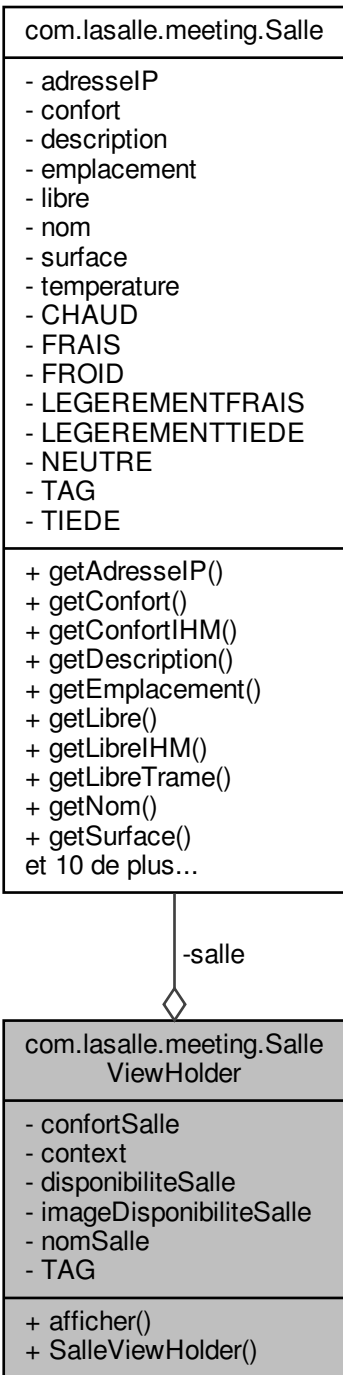 com.lasalle.meeting.Salle
- adresseIP
- confort
- description
- emplacement
- libre
- nom
- surface
- temperature
- CHAUD
- FRAIS
- FROID
- LEGEREMENTFRAIS
- LEGEREMENTTIEDE
- NEUTRE
- TAG
- TIEDE
+ getAdresseIP()
+ getConfort()
+ getConfortIHM()
+ getDescription()
+ getEmplacement()
+ getLibre()
+ getLibreIHM()
+ getLibreTrame()
+ getNom()
+ getSurface()
et 10 de plus...
-salle
com.lasalle.meeting.Salle
ViewHolder
- confortSalle
- context
- disponibiliteSalle
- imageDisponibiliteSalle
- nomSalle
- TAG
+ afficher()
+ SalleViewHolder()